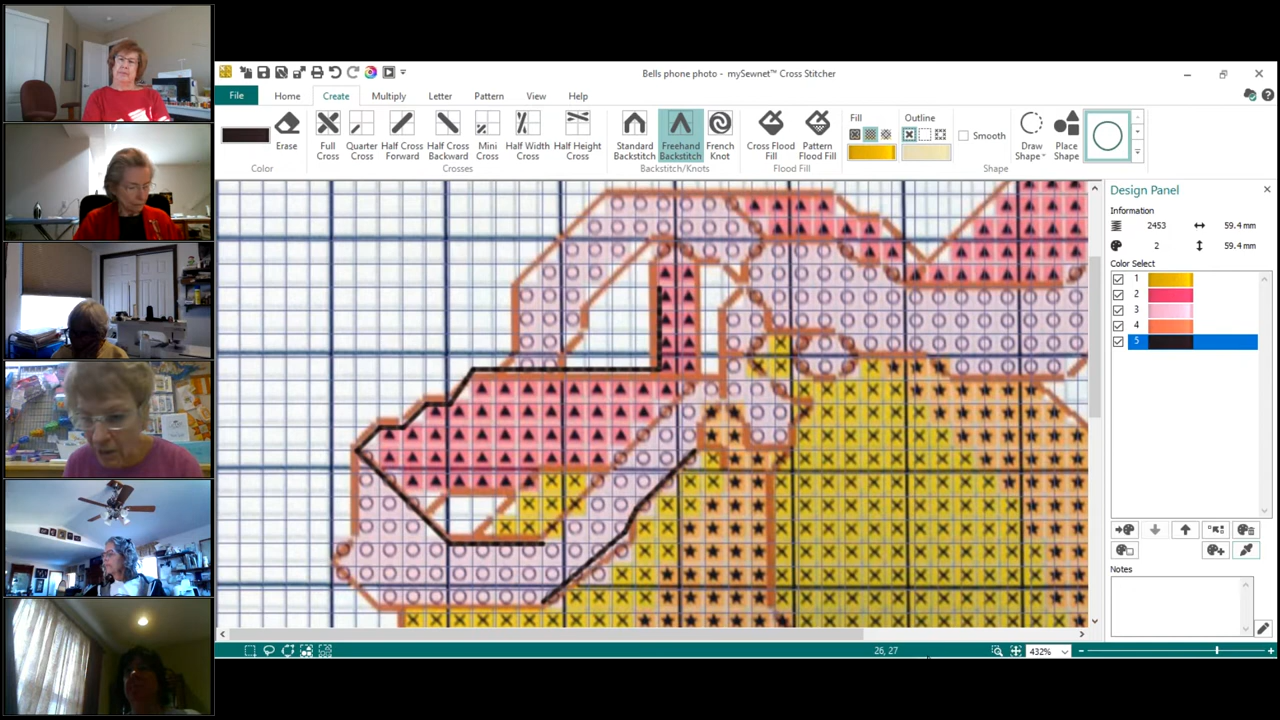 Bells phone photo - mySewnet™ Cross Stitcher
File Home Create Multiply Letter Pattern View Help
Erase
Full Cross
Quarter Cross
Half Cross Forward
Half Cross Backward
Mini Cross
Half Width Cross
Half Height Cross
Standard Backstitch
Freehand Backstitch
French Knot
Cross Flood Fill
Pattern Flood Fill
Fill
Outline
Smooth
Draw Shape
Place Shape
Color
Crosses
Backstitch/Knots
Flood Fill
Shape
Design Panel
Information
2453 59.4 mm
2 59.4 mm
Color Select
1
2
3
4
5
Notes
26, 27
432%